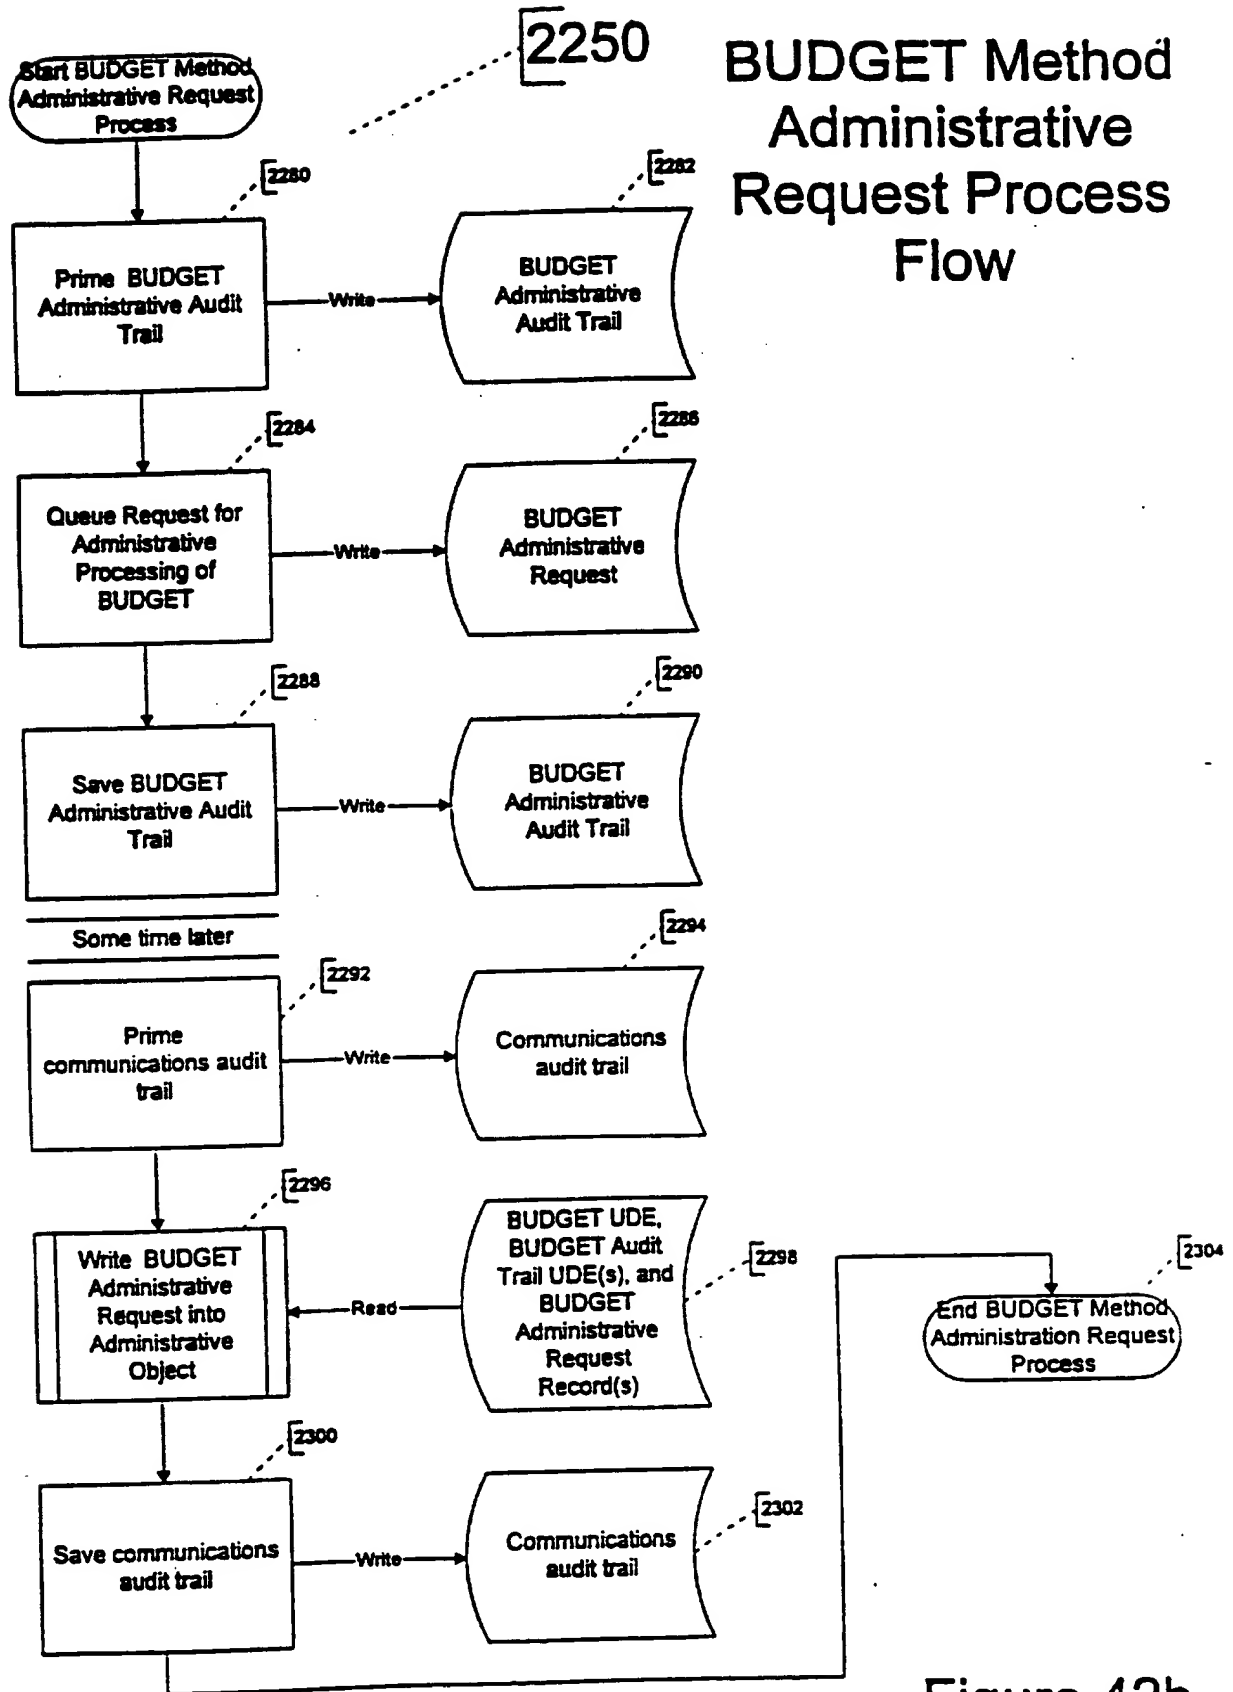 2250
BUDGET Method
Administrative
Request Process
Flow
Start BUDGET Method
Administrative Request
Process
2280
Prime BUDGET
Administrative Audit
Trail
Write
2282
BUDGET
Administrative
Audit Trail
2284
Queue Request for
Administrative
Processing of
BUDGET
Write
2286
BUDGET
Administrative
Request
2288
Save BUDGET
Administrative Audit
Trail
Write
2290
BUDGET
Administrative
Audit Trail
Some time later
2292
Prime
communications audit
trail
Write
2294
Communications
audit trail
2296
Write BUDGET
Administrative
Request into
Administrative
Object
Read
BUDGET UDE,
BUDGET Audit
Trail UDE(s), and
BUDGET
Administrative
Request
Record(s)
2298
2300
Save communications
audit trail
Write
Communications
audit trail
2302
2304
End BUDGET Method
Administration Request
Process